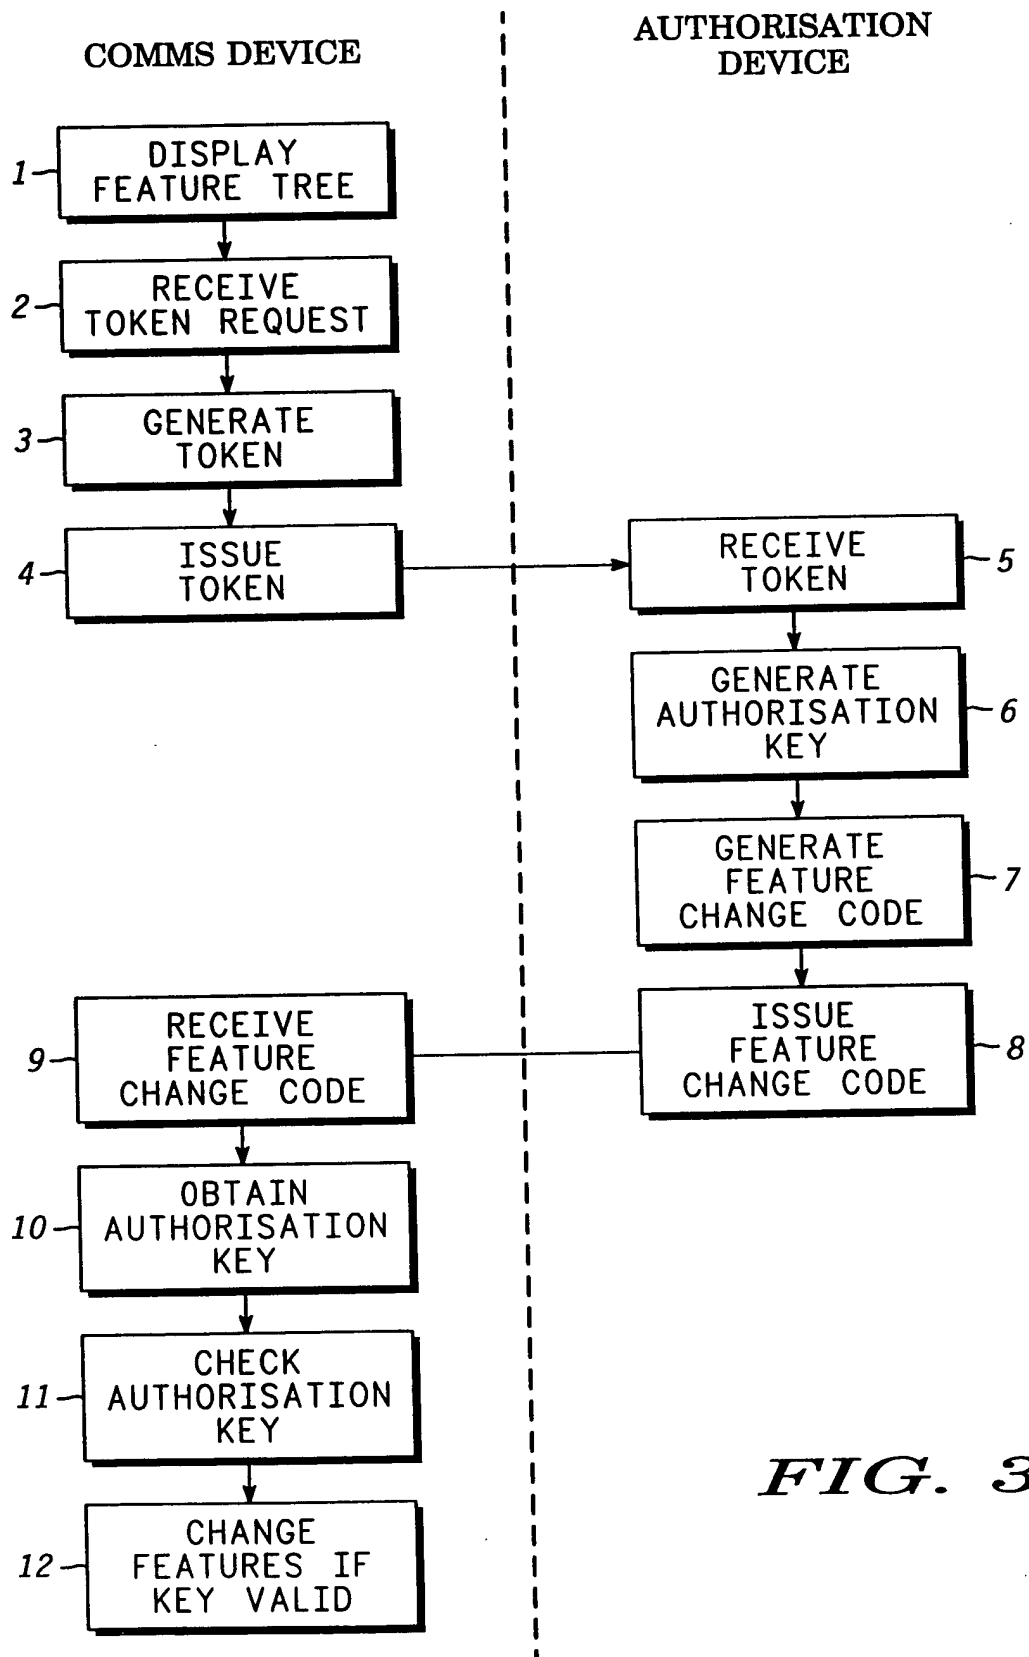 COMMS DEVICE
AUTHORISATION
DEVICE
1
DISPLAY
FEATURE TREE
2
RECEIVE
TOKEN REQUEST
3
GENERATE
TOKEN
4
ISSUE
TOKEN
RECEIVE
TOKEN
5
GENERATE
AUTHORISATION
KEY
6
GENERATE
FEATURE
CHANGE CODE
7
ISSUE
FEATURE
CHANGE CODE
8
9
RECEIVE
FEATURE
CHANGE CODE
10
OBTAIN
AUTHORISATION
KEY
11
CHECK
AUTHORISATION
KEY
12
CHANGE
FEATURES IF
KEY VALID
FIG. 3